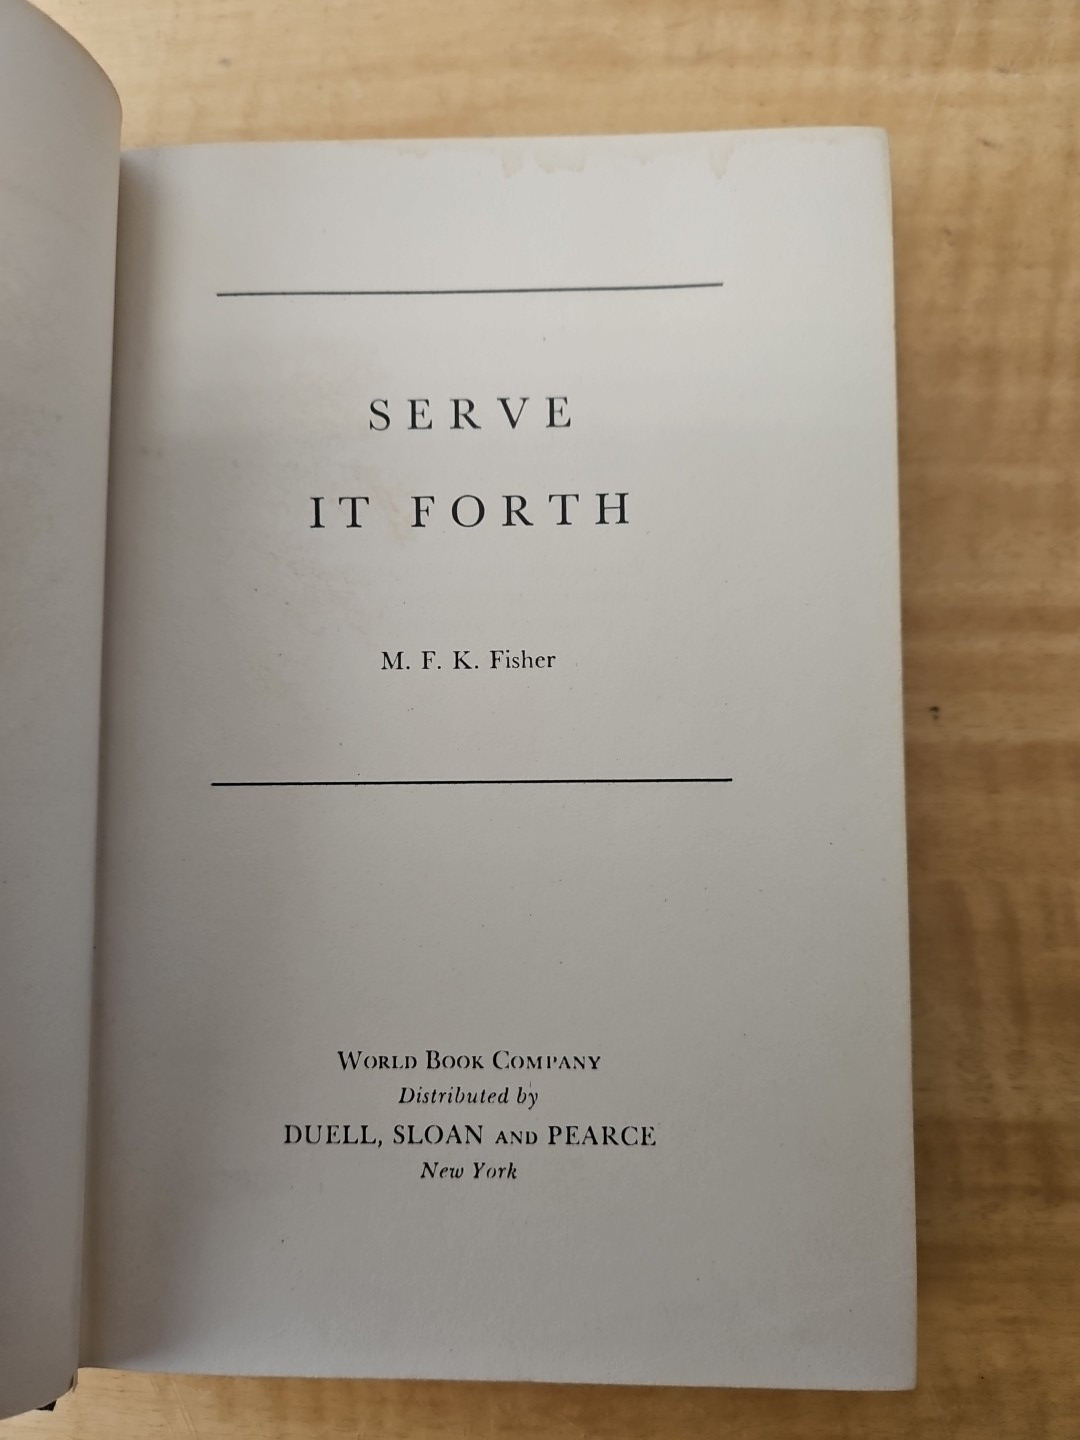 SERVE
IT FORTH
M. F. K. Fisher
WORLD BOOK COMPANY
Distributed by
DUELL, SLOAN AND PEARCE
New York